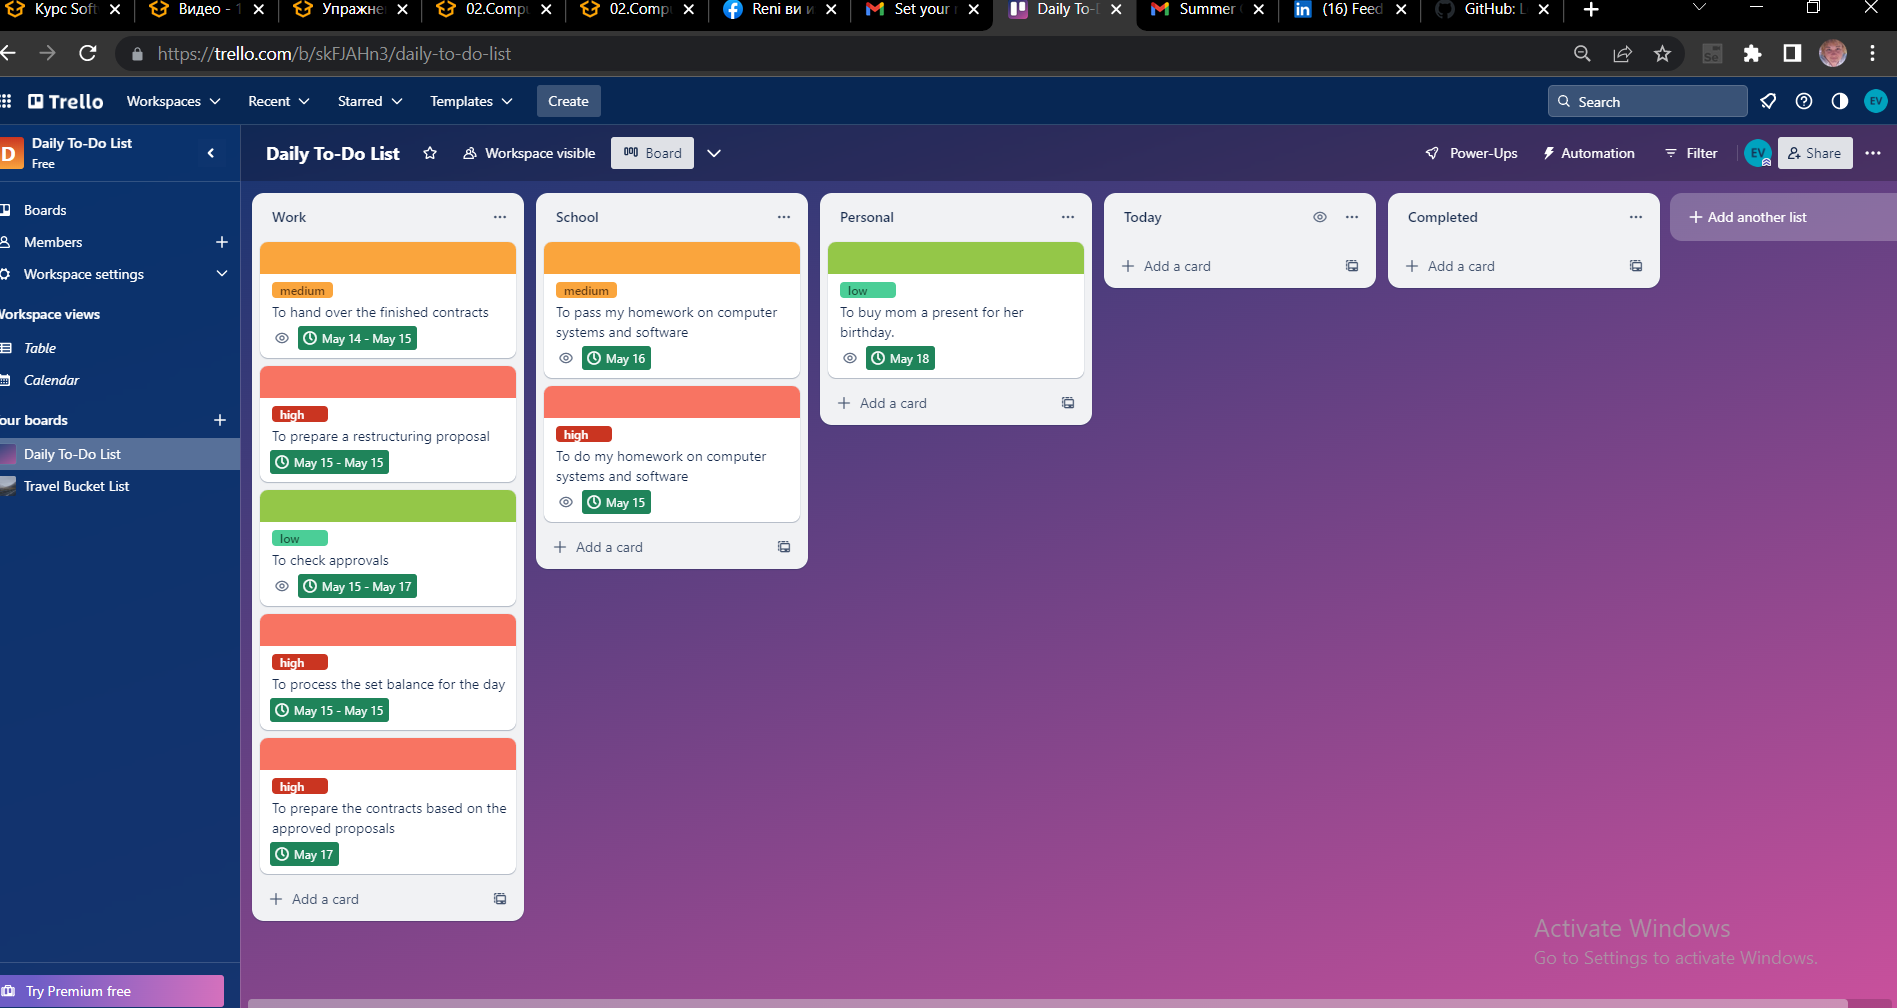 Курс Soft
Видео - 1
Упражне
02.Compu
02.Compu
Reni ви и
Set your
Daily To-D
Summer
(16) Feed
GitHub: L
https://trello.com/b/skFJAHn3/daily-to-do-list
Trello
Workspaces
Recent
Starred
Templates
Create
Search
EV
D
Daily To-Do List
Free
Boards
Members
Workspace settings
Workspace views
Table
Calendar
our boards
Daily To-Do List
Travel Bucket List
Try Premium free
Daily To-Do List
Workspace visible
Board
Power-Ups
Automation
Filter
EV
Share
Work
medium
To hand over the finished contracts
May 14 - May 15
high
To prepare a restructuring proposal
May 15 - May 15
low
To check approvals
May 15 - May 17
high
To process the set balance for the day
May 15 - May 15
high
To prepare the contracts based on the
approved proposals
May 17
Add a card
School
medium
To pass my homework on computer
systems and software
May 16
high
To do my homework on computer
systems and software
May 15
Add a card
Personal
low
To buy mom a present for her
birthday.
May 18
Add a card
Today
Add a card
Completed
Add a card
Add another list
Activate Windows
Go to Settings to activate Windows.